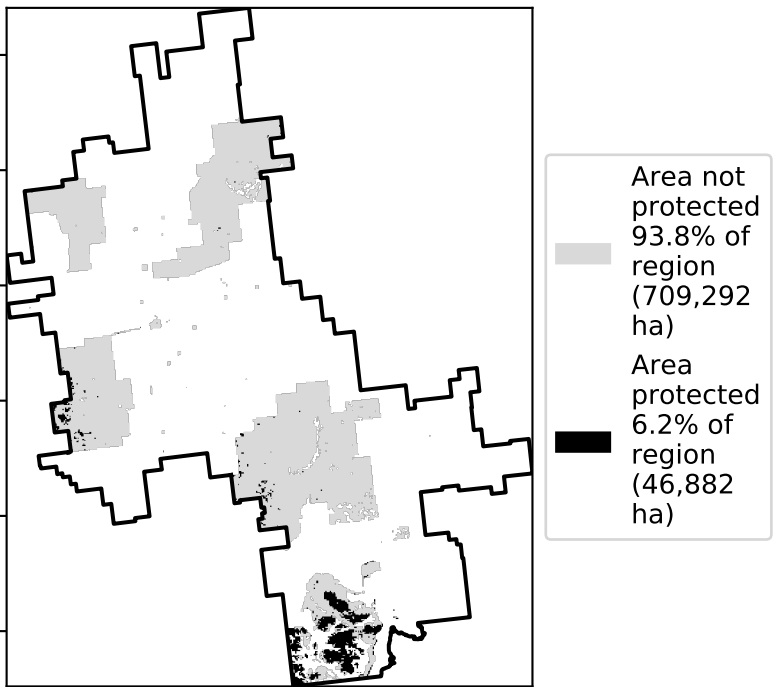 Area not
protected
93.8% of
region
(709,292
ha)
Area
protected
6.2% of
region
(46,882
ha)